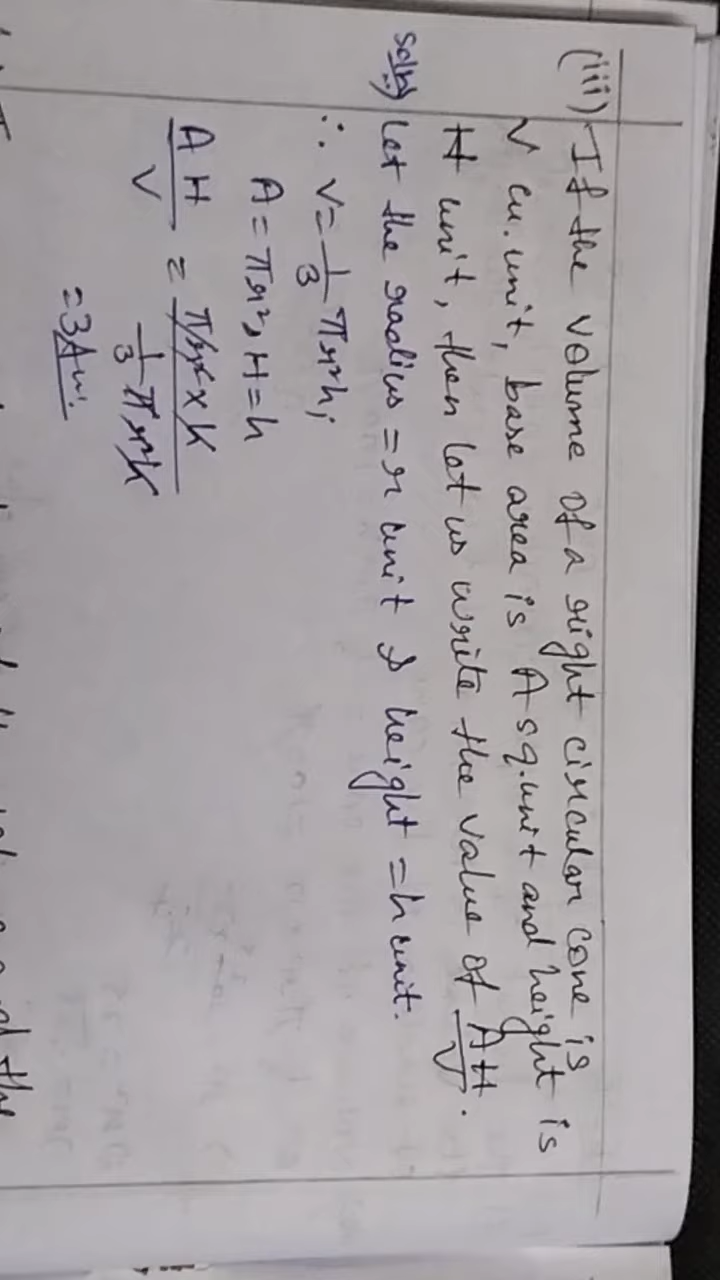 (iii) If the volume of a right circular cone is
V cu. unit, base area is A sq. unit and height is
H unit, then let us write the value of AH/V.
Soln) Let the radius = r unit & height = h unit.
∴ V = 1/3 πr²h;
A = πr², H = h
AH/V = πr² × h / 1/3 πr²h
= 3 Ans.